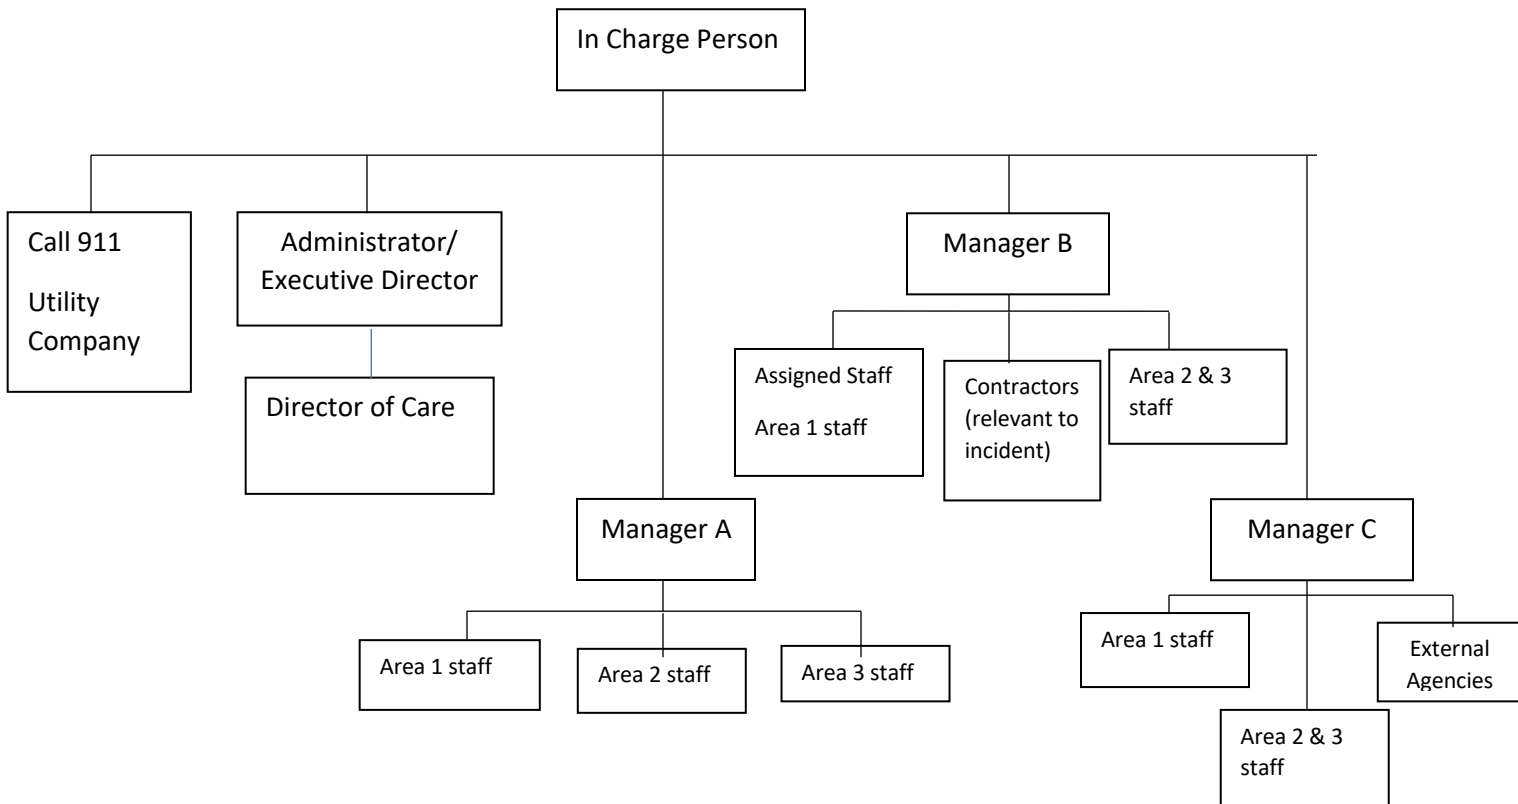 In Charge Person
Call 911
Utility
Company
Administrator/
Executive Director
Director of Care
Manager B
Assigned Staff
Area 1 staff
Contractors
(relevant to
incident)
Area 2 & 3
staff
Manager A
Area 1 staff
Area 2 staff
Area 3 staff
Manager C
Area 1 staff
Area 2 & 3
staff
External
Agencies